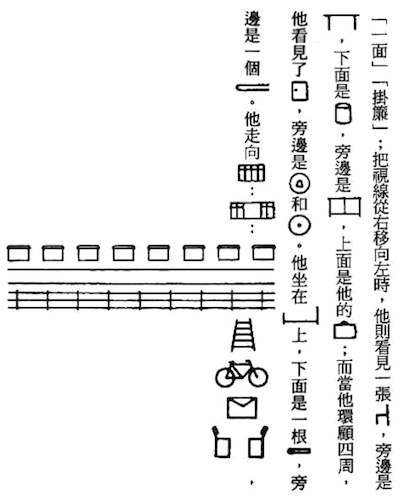 「一面」「掛簾」;把視線從右移向左時,他則看見一張,旁邊是
,下面是,旁邊是,上面是他的;而當他環顧四周,
他看見了,旁邊是和。他坐在上,下面是一根,旁
邊是一個。他走向……,